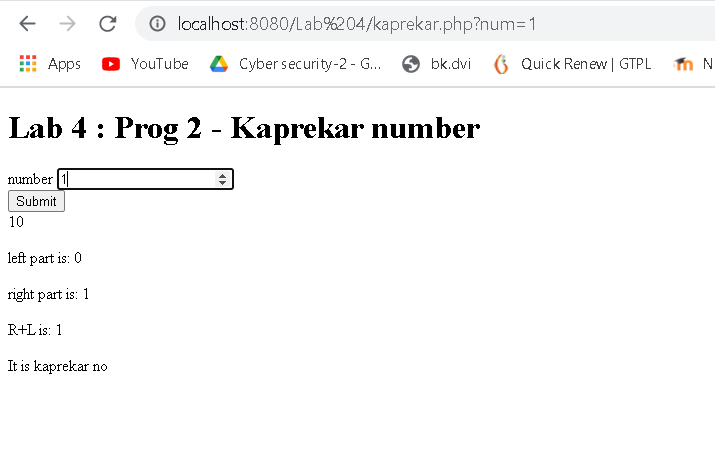 localhost:8080/Lab%204/kaprekar.php?num=1
Apps YouTube Cyber security-2 - G... bk.dvi Quick Renew | GTPL N
Lab 4 : Prog 2 - Kaprekar number
number 1
Submit
10
left part is: 0
right part is: 1
R+L is: 1
It is kaprekar no